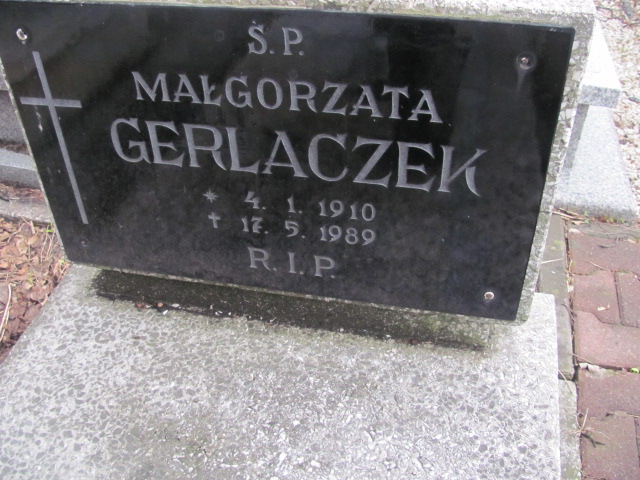 Ś.P.
MAŁGORZATA
GERLACZEK
* 4. 1. 1910
† 17. 5. 1989
R.I.P.